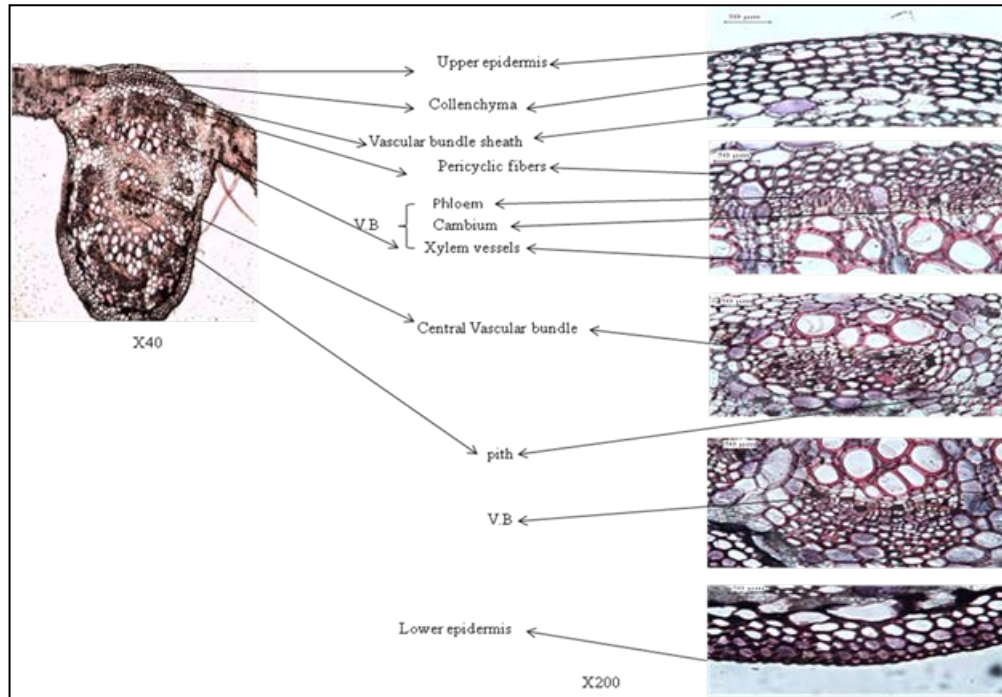 Upper epidermis
Collenchyma
Vascular bundle sheath
Pericyclic fibers
V.B
Phloem
Cambium
Xylem vessels
Central Vascular bundle
X40
pith
V.B
Lower epidermis
X200